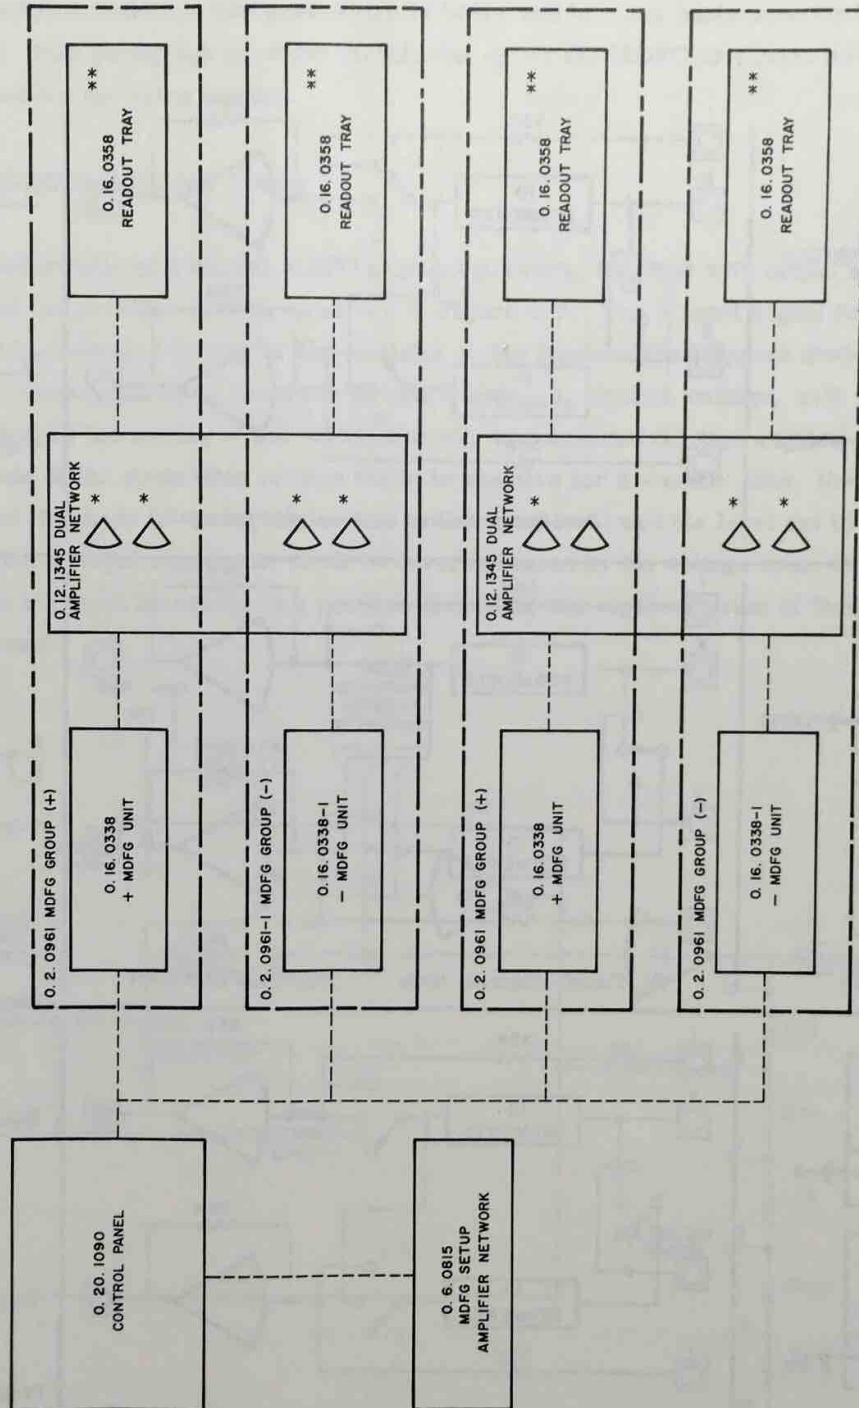 0.20.1090
CONTROL PANEL
0.6.0815
MDFG SETUP
AMPLIFIER NETWORK
0.2.0961 MDFG GROUP (+)
0.16.0338
+ MDFG UNIT
0.12.1345 DUAL
AMPLIFIER NETWORK
*
*
0.16.0358
READOUT TRAY
**
0.2.0961-1 MDFG GROUP (-)
0.16.0338-1
- MDFG UNIT
*
*
0.16.0358
READOUT TRAY
**
0.2.0961 MDFG GROUP (+)
0.16.0338
+ MDFG UNIT
0.12.1345 DUAL
AMPLIFIER NETWORK
*
*
0.16.0358
READOUT TRAY
**
0.2.0961 MDFG GROUP (-)
0.16.0338-1
- MDFG UNIT
*
*
0.16.0358
READOUT TRAY
**